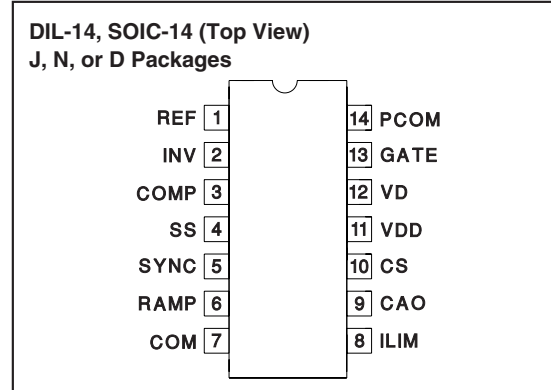 DIL-14, SOIC-14 (Top View)
J, N, or D Packages
REF 1 14 PCOM
INV 2 13 GATE
COMP 3 12 VD
SS 4 11 VDD
SYNC 5 10 CS
RAMP 6 9 CAO
COM 7 8 ILIM